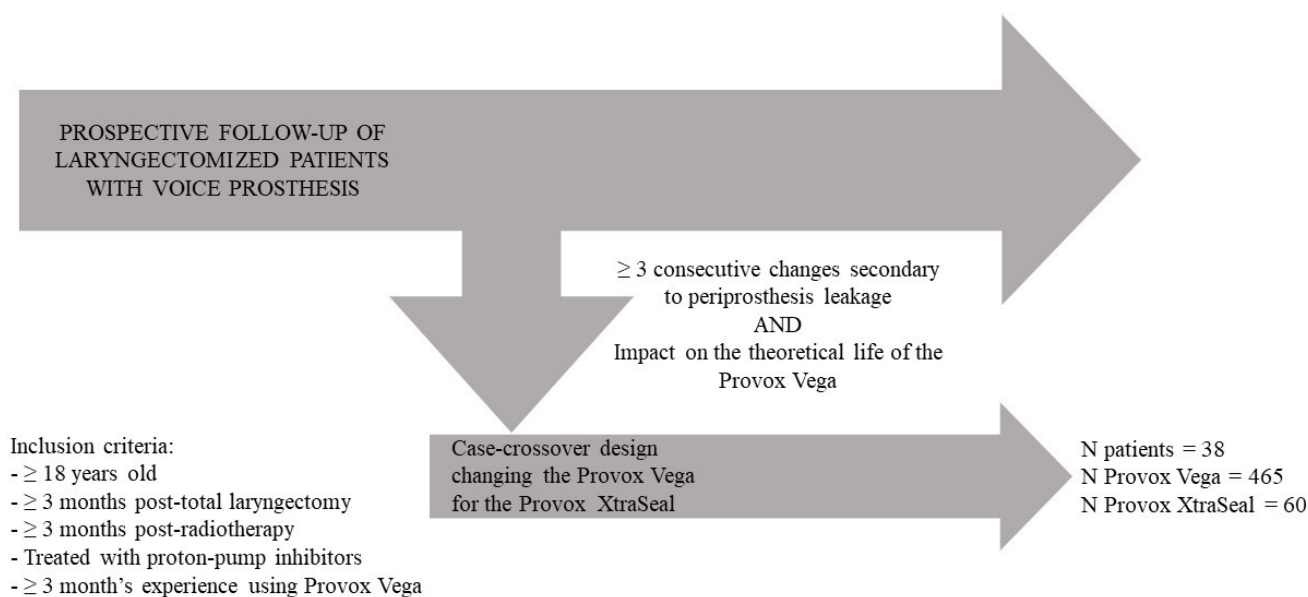 PROSPECTIVE FOLLOW-UP OF
LARYNGECTOMIZED PATIENTS
WITH VOICE PROSTHESIS
≥ 3 consecutive changes secondary
to periprosthesis leakage
AND
Impact on the theoretical life of the
Provox Vega
Inclusion criteria:
- ≥ 18 years old
- ≥ 3 months post-total laryngectomy
- ≥ 3 months post-radiotherapy
- Treated with proton-pump inhibitors
- ≥ 3 month’s experience using Provox Vega
Case-crossover design
changing the Provox Vega
for the Provox XtraSeal
N patients = 38
N Provox Vega = 465
N Provox XtraSeal = 60